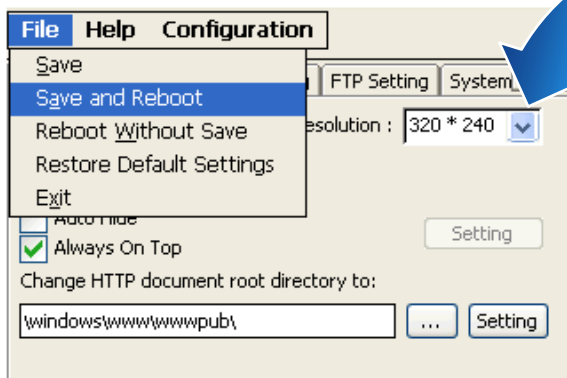 File Help Configuration
Save
Save and Reboot
Reboot Without Save
Restore Default Settings
Exit
FTP Setting System
esolution : 320 * 240
Auto Hide
Always On Top
Setting
Change HTTP document root directory to:
\windows\www\wwwpub\
... Setting